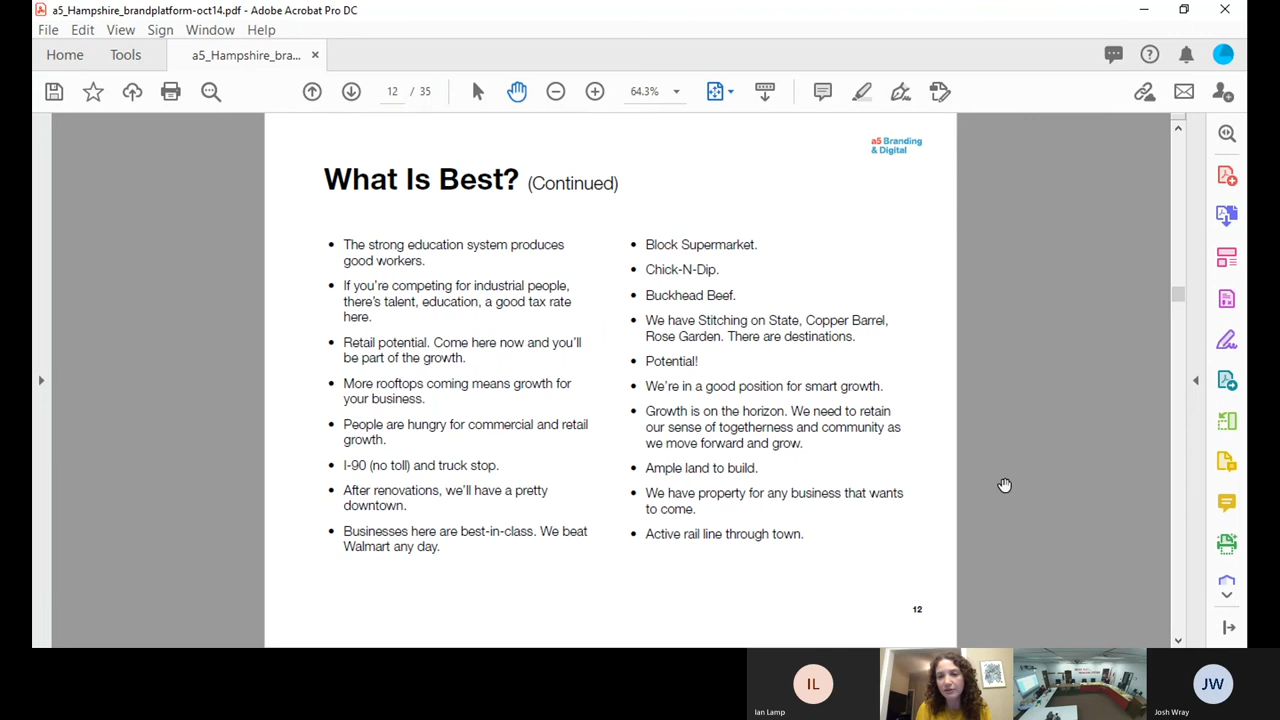 a5_Hampshire_brandplatform-oct14.pdf - Adobe Acrobat Pro DC
File Edit View Sign Window Help
Home Tools a5_Hampshire_bra... ×
12 / 35 64.3%
a5 Branding
& Digital
What Is Best? (Continued)
• The strong education system produces
good workers.
• If you're competing for industrial people,
there's talent, education, a good tax rate
here.
• Retail potential. Come here now and you'll
be part of the growth.
• More rooftops coming means growth for
your business.
• People are hungry for commercial and retail
growth.
• I-90 (no toll) and truck stop.
• After renovations, we'll have a pretty
downtown.
• Businesses here are best-in-class. We beat
Walmart any day.
• Block Supermarket.
• Chick-N-Dip.
• Buckhead Beef.
• We have Stitching on State, Copper Barrel,
Rose Garden. There are destinations.
• Potential!
• We're in a good position for smart growth.
• Growth is on the horizon. We need to retain
our sense of togetherness and community as
we move forward and grow.
• Ample land to build.
• We have property for any business that wants
to come.
• Active rail line through town.
12
IL
Ian Lamp
JW
Josh Wray